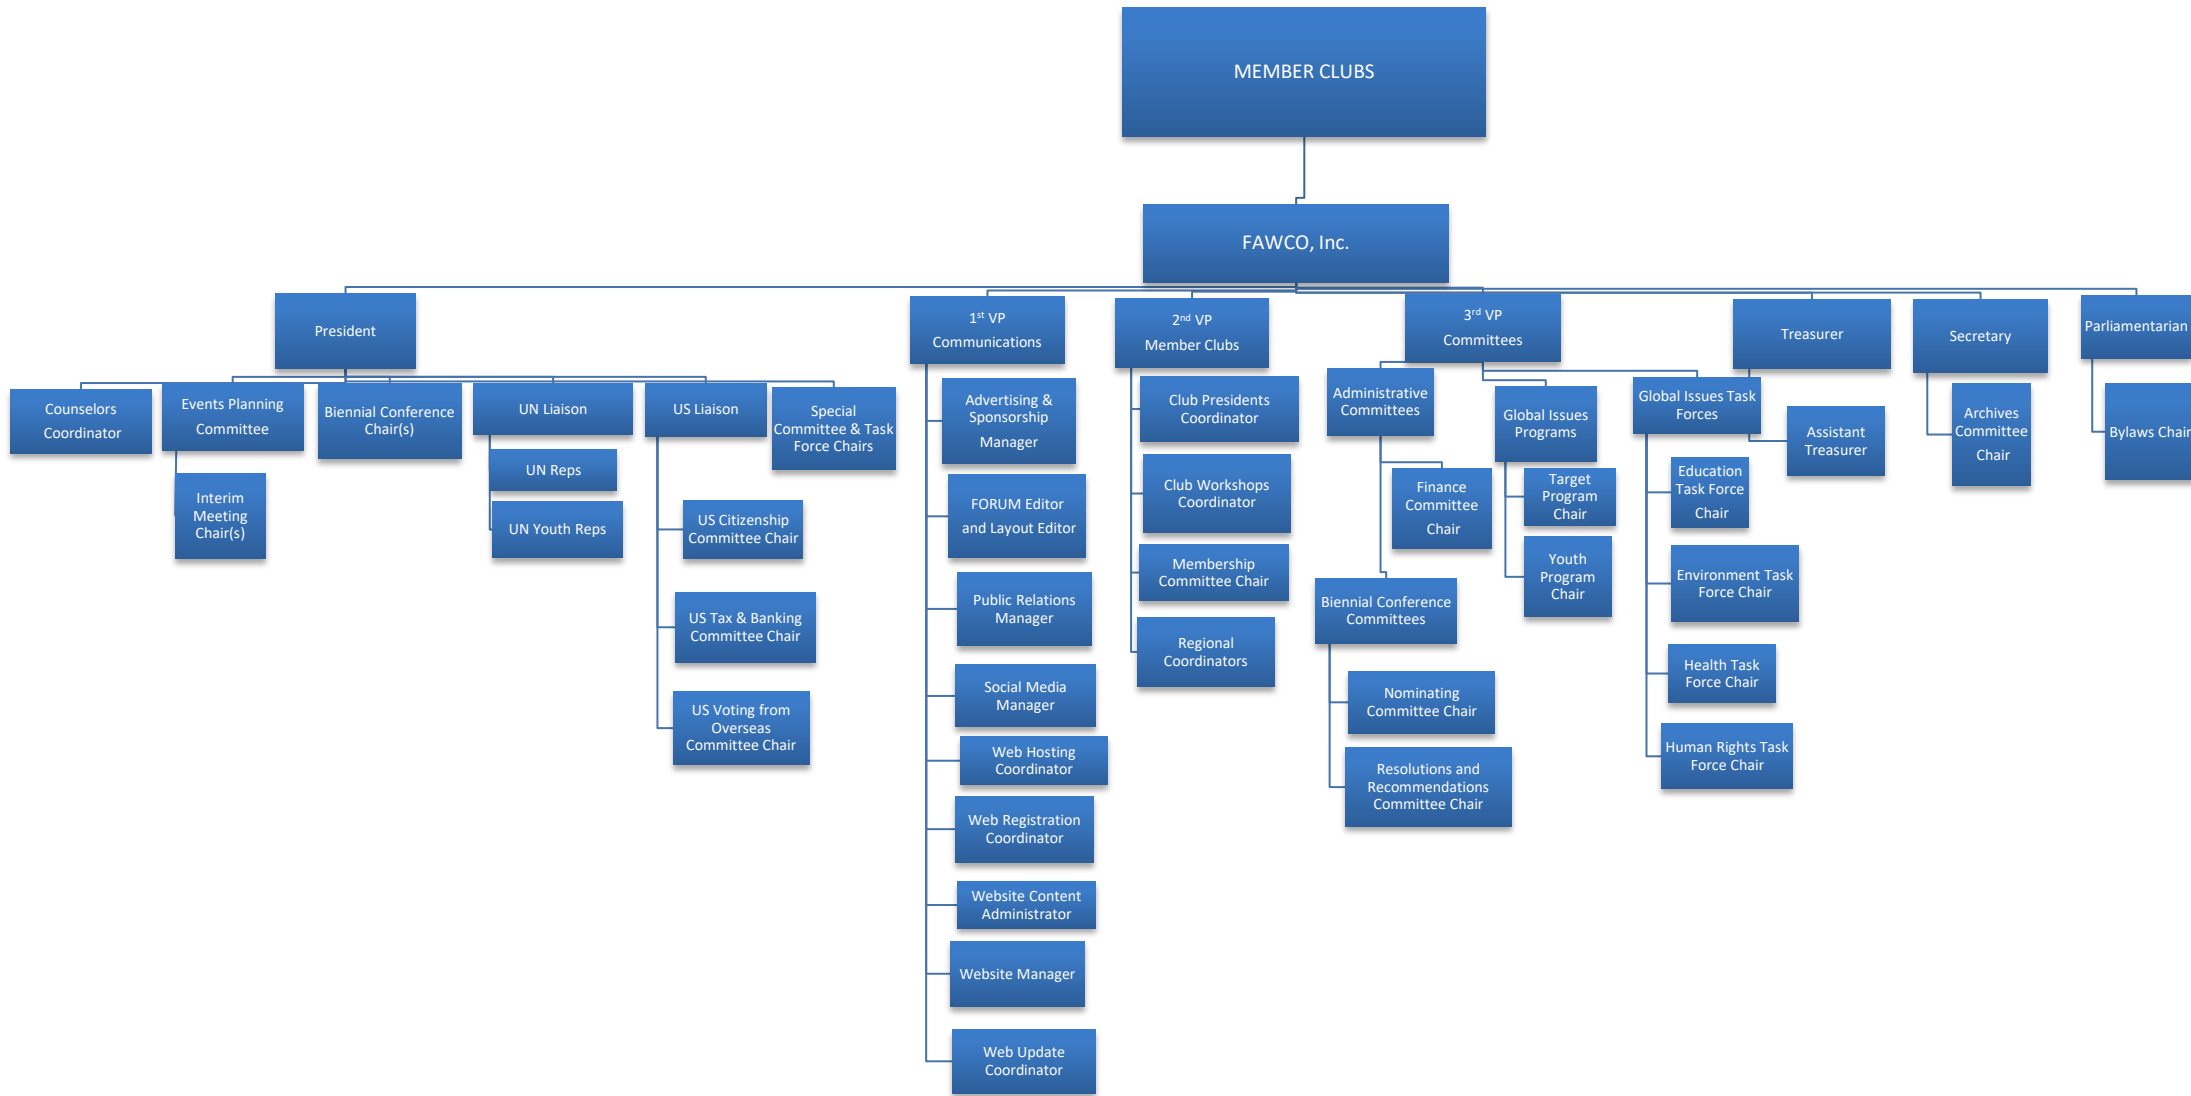 MEMBER CLUBS
FAWCO, Inc.
President
1st VP
Communications
2nd VP
Member Clubs
3rd VP
Committees
Treasurer
Secretary
Parliamentarian
Counselors
Coordinator
Events Planning
Committee
Interim
Meeting
Chair(s)
Biennial Conference
Chair(s)
UN Liaison
UN Reps
UN Youth Reps
US Liaison
US Citizenship
Committee Chair
US Tax & Banking
Committee Chair
US Voting from
Overseas
Committee Chair
Special
Committee & Task
Force Chairs
Advertising &
Sponsorship
Manager
FORUM Editor
and Layout Editor
Public Relations
Manager
Social Media
Manager
Web Hosting
Coordinator
Web Registration
Coordinator
Website Content
Administrator
Website Manager
Web Update
Coordinator
Club Presidents
Coordinator
Club Workshops
Coordinator
Membership
Committee Chair
Regional
Coordinators
Administrative
Committees
Finance
Committee
Chair
Biennial Conference
Committees
Nominating
Committee Chair
Resolutions and
Recommendations
Committee Chair
Global Issues
Programs
Target
Program
Chair
Youth
Program
Chair
Global Issues Task
Forces
Education
Task Force
Chair
Environment Task
Force Chair
Health Task
Force Chair
Human Rights Task
Force Chair
Assistant
Treasurer
Archives
Committee
Chair
Bylaws Chair